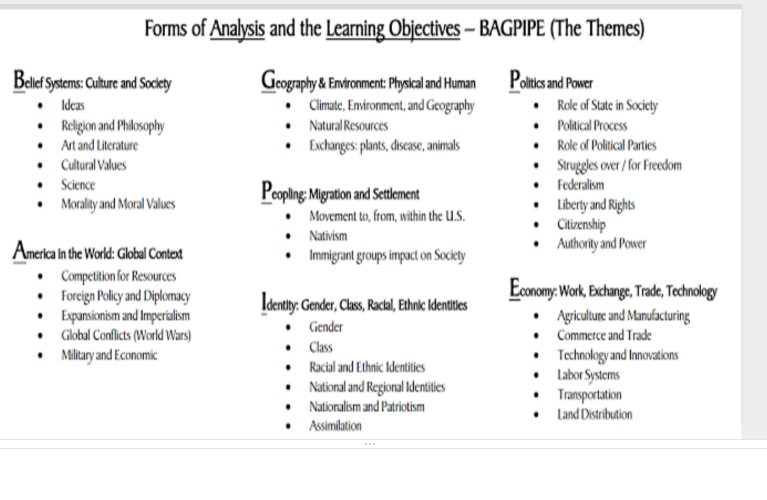 Forms of Analysis and the Learning Objectives – BAGPIPE (The Themes)
Belief Systems: Culture and Society
• Ideas
• Religion and Philosophy
• Art and Literature
• Cultural Values
• Science
• Morality and Moral Values
America in the World: Global Context
• Competition for Resources
• Foreign Policy and Diplomacy
• Expansionism and Imperialism
• Global Conflicts (World Wars)
• Military and Economic
Geography & Environment: Physical and Human
• Climate, Environment, and Geography
• Natural Resources
• Exchanges: plants, disease, animals
Peopling: Migration and Settlement
• Movement to, from, within the U.S.
• Nativism
• Immigrant groups impact on Society
Identity: Gender, Class, Racial, Ethnic Identities
• Gender
• Class
• Racial and Ethnic Identities
• National and Regional Identities
• Nationalism and Patriotism
• Assimilation
Politics and Power
• Role of State in Society
• Political Process
• Role of Political Parties
• Struggles over / for Freedom
• Federalism
• Liberty and Rights
• Citizenship
• Authority and Power
Economy: Work, Exchange, Trade, Technology
• Agriculture and Manufacturing
• Commerce and Trade
• Technology and Innovations
• Labor Systems
• Transportation
• Land Distribution